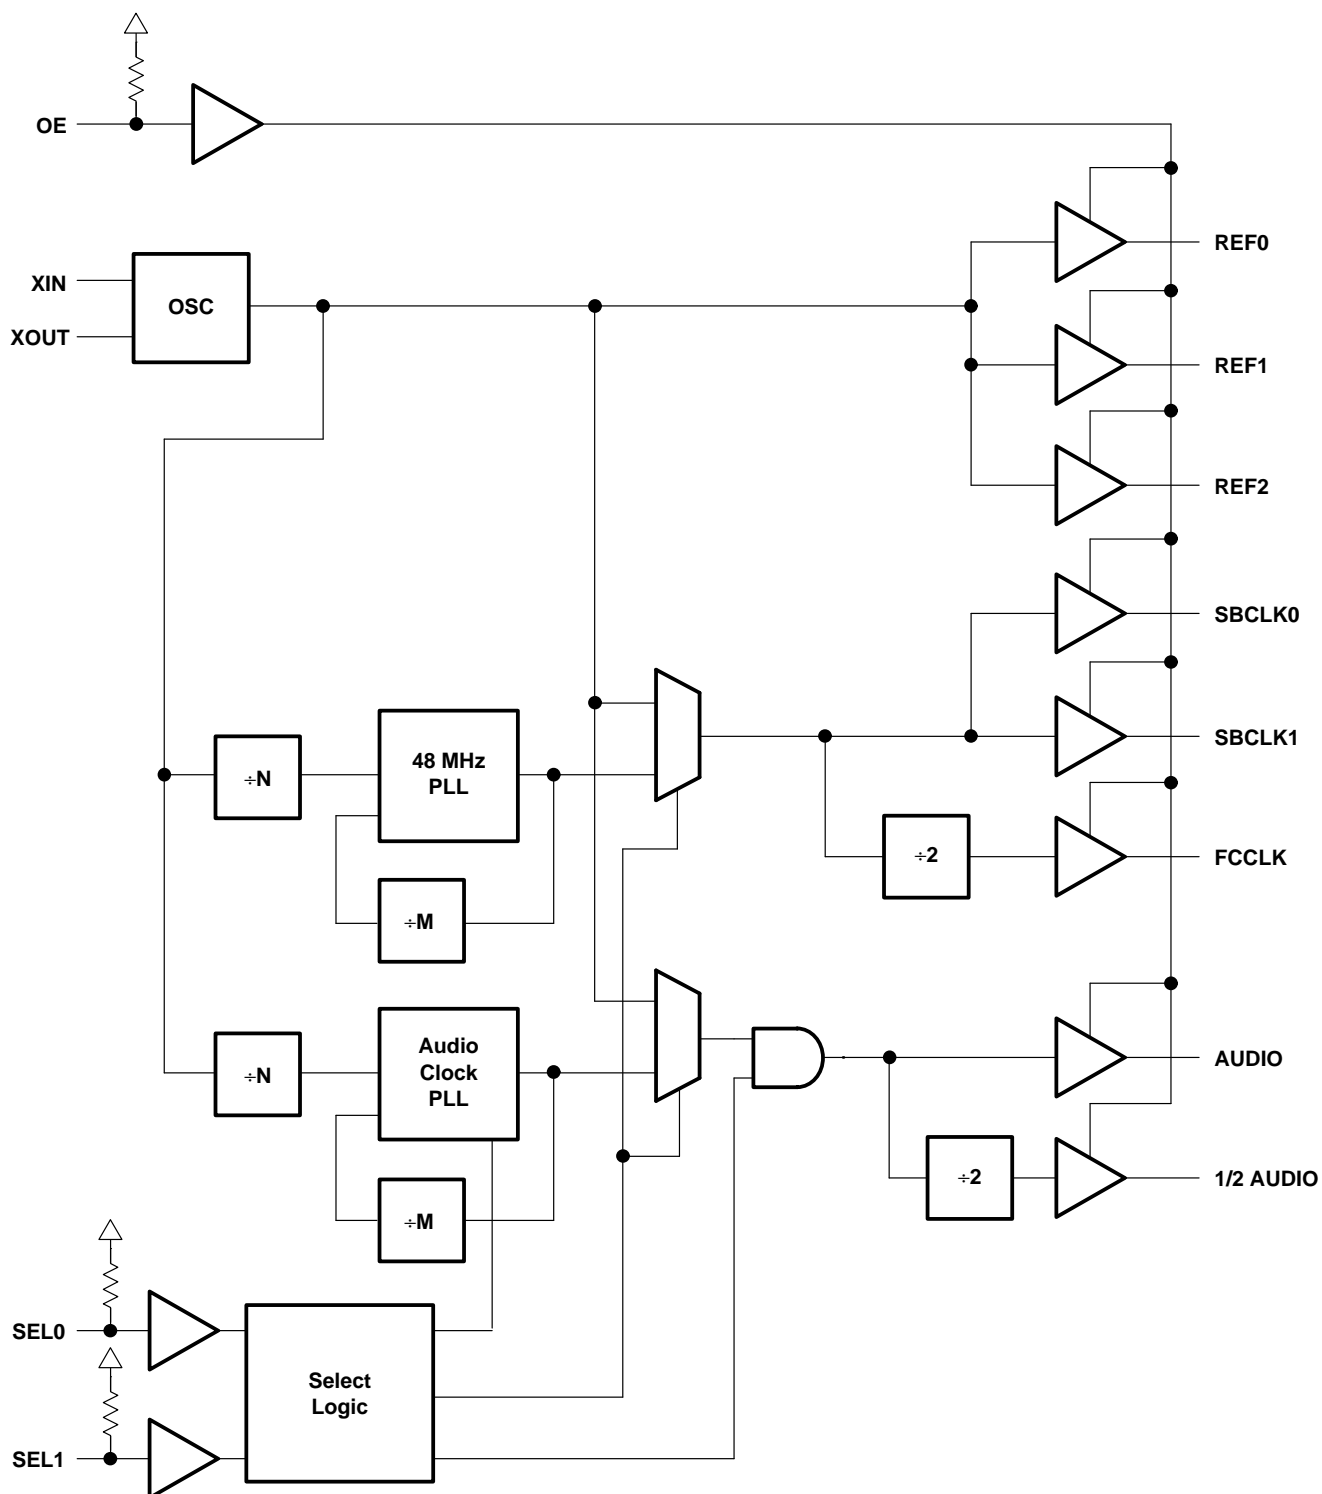 OE
REF0
XIN
OSC
XOUT
REF1
REF2
SBCLK0
SBCLK1
48 MHz
PLL
÷N
÷2
FCCLK
÷M
Audio
Clock
PLL
÷N
AUDIO
÷2
1/2 AUDIO
÷M
SEL0
Select
Logic
SEL1